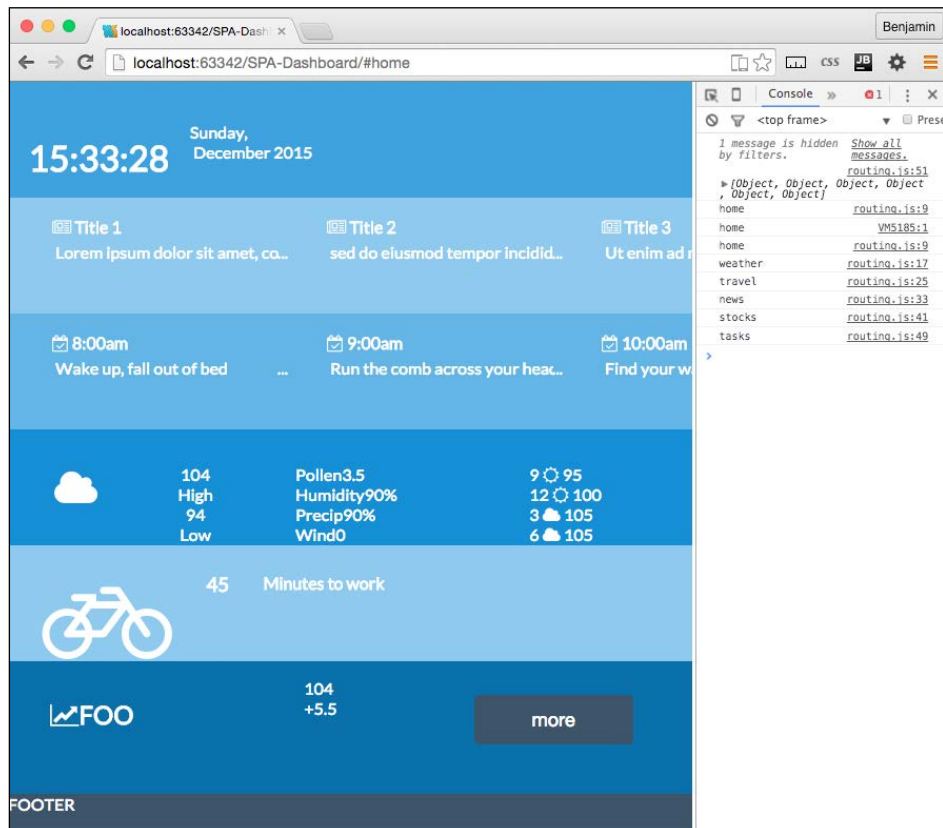 localhost:63342/SPA-Dash
Benjamin
localhost:63342/SPA-Dashboard/#home
CSS
JB
Console » 1
<top frame> Prese
1 message is hidden by filters. Show all messages.
routing.js:51
[Object, Object, Object, Object
, Object, Object]
home routing.js:9
home VM5185:1
home routing.js:9
weather routing.js:17
travel routing.js:25
news routing.js:33
stocks routing.js:41
tasks routing.js:49
15:33:28
Sunday,
December 2015
Title 1
Lorem ipsum dolor sit amet, co...
Title 2
sed do eiusmod tempor incidid...
Title 3
Ut enim ad
8:00am
Wake up, fall out of bed ...
9:00am
Run the comb across your heac...
10:00am
Find your w
104
High
94
Low
Pollen3.5
Humidity90%
Precip90%
Wind0
9 95
12 100
3 105
6 105
45 Minutes to work
FOO
104
+5.5
more
FOOTER